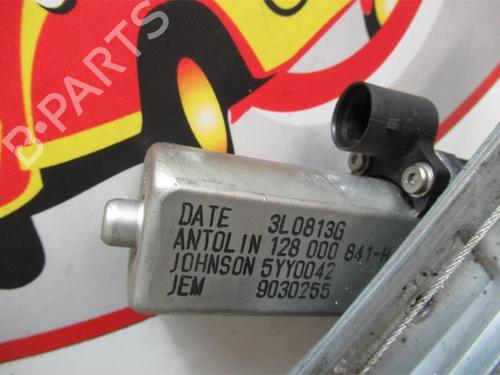 B-PARTS
DATE 3L0813G
ANTOLIN 128 000 841-H
JOHNSON 5YY0042
JEM 9030255